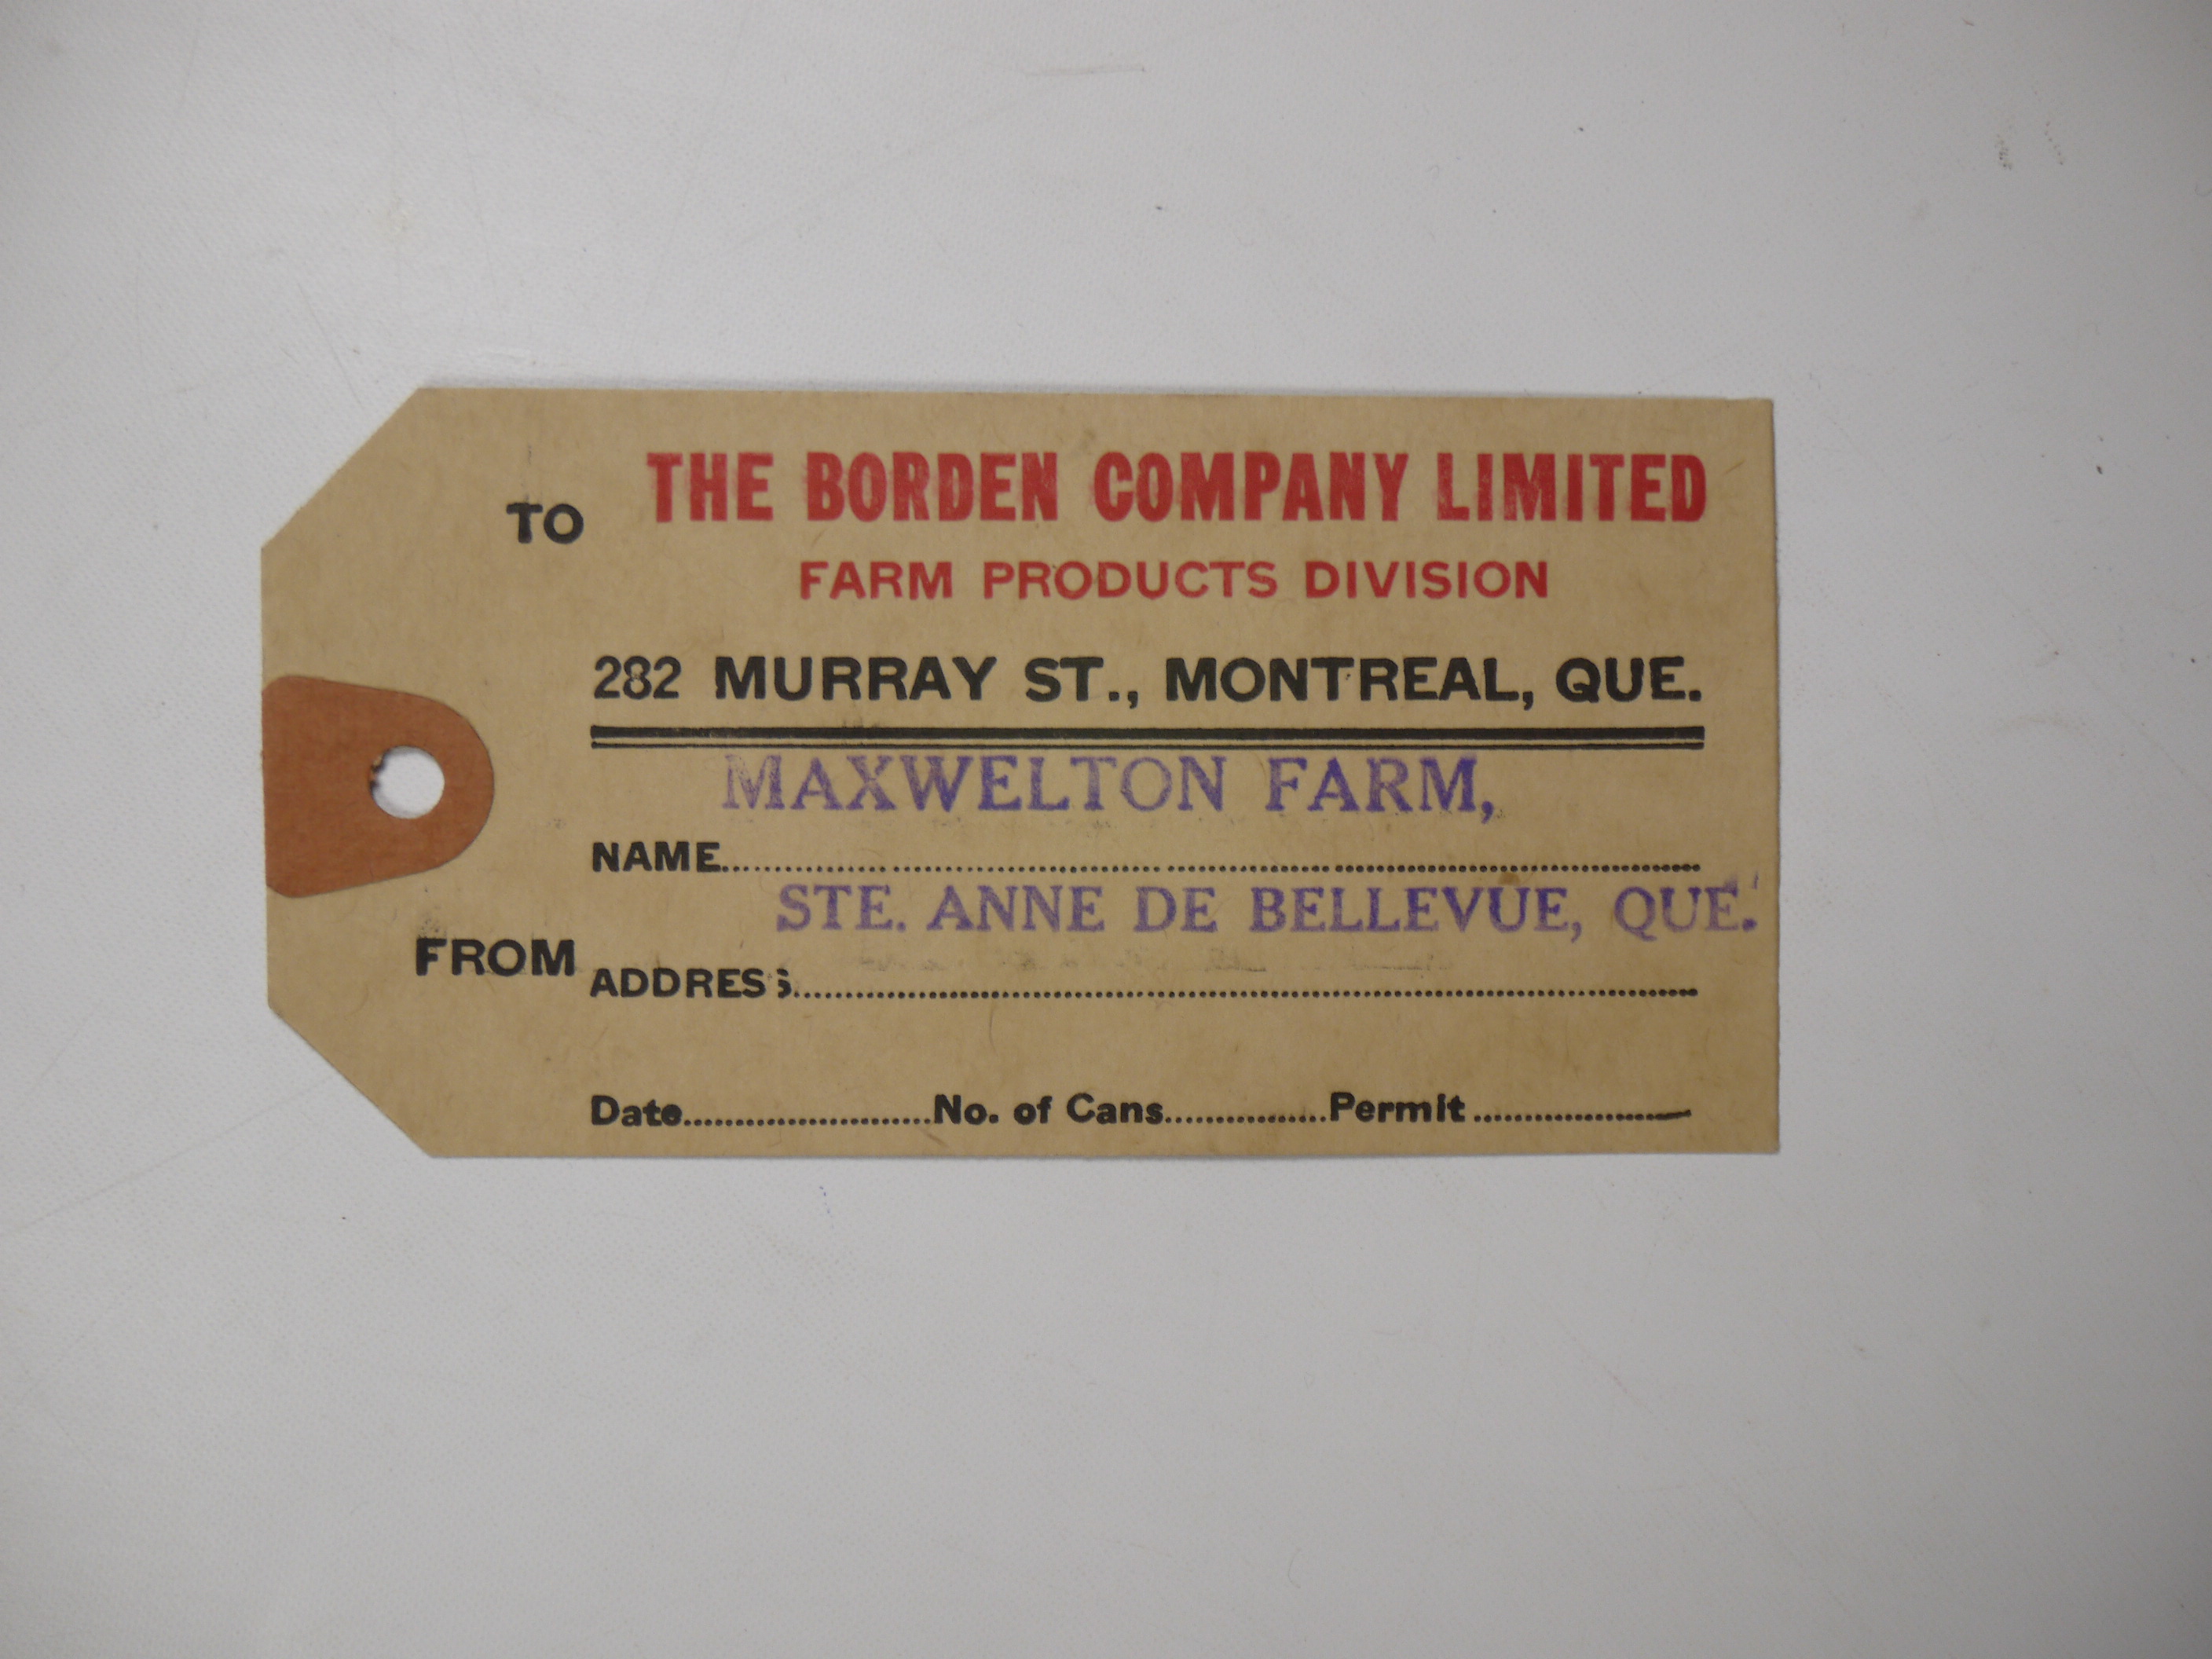 TO THE BORDEN COMPANY LIMITED
FARM PRODUCTS DIVISION
282 MURRAY ST., MONTREAL, QUE.
MAXWELTON FARM,
NAME
STE. ANNE DE BELLEVUE, QUE.
FROM
ADDRESS
Date No. of Cans Permit